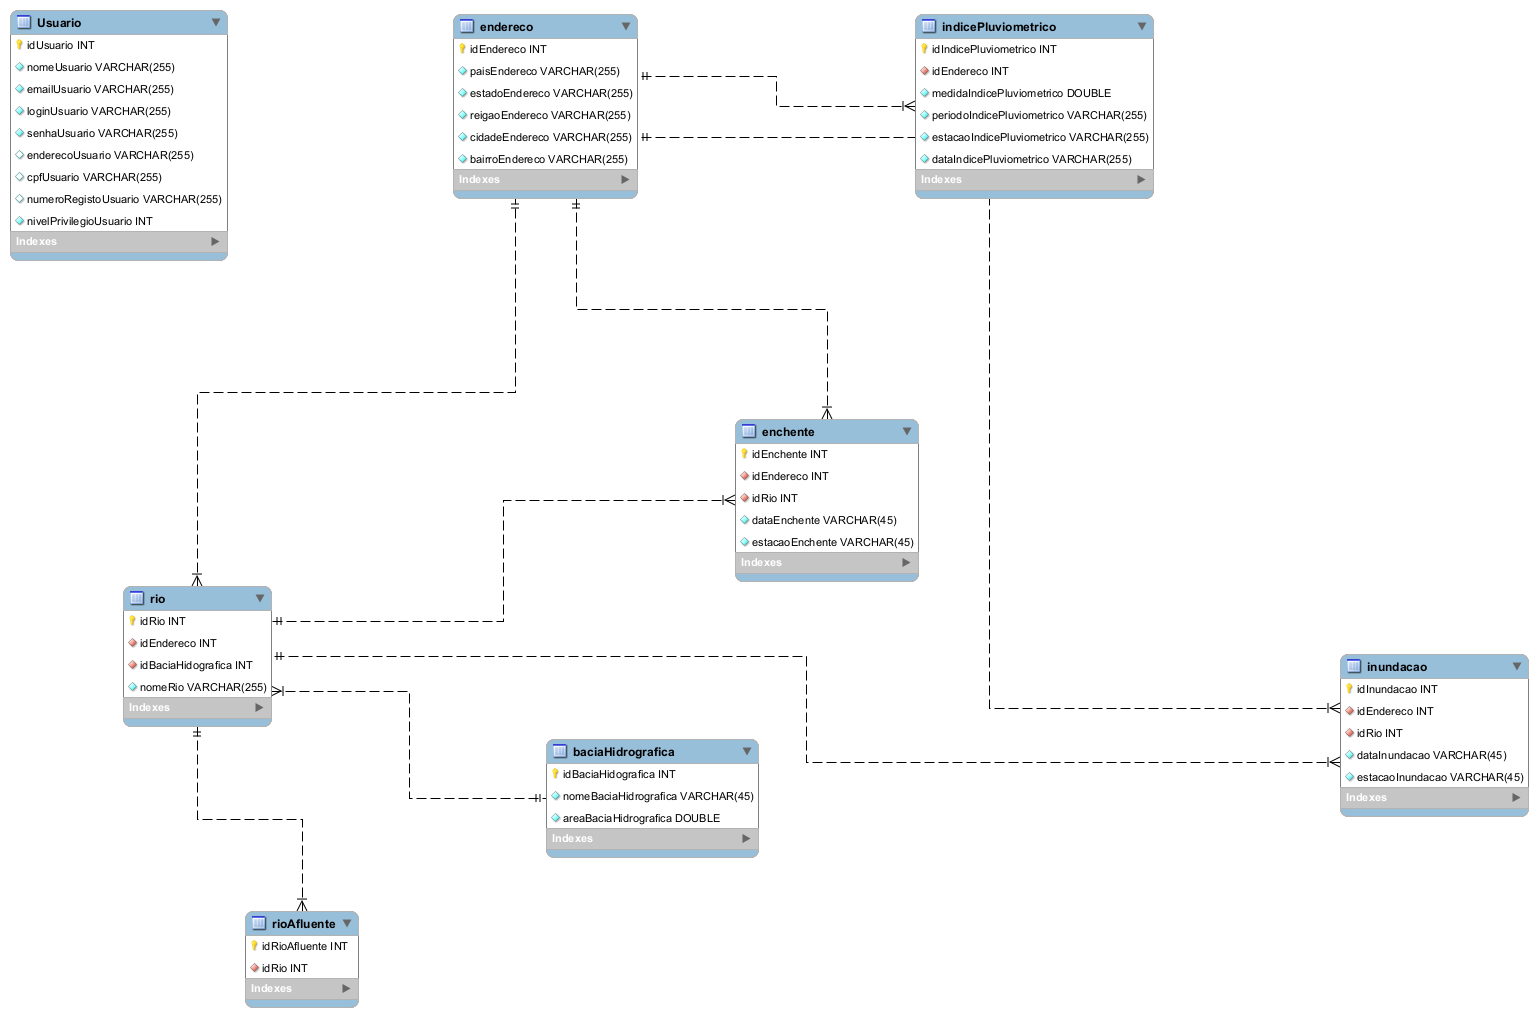 Usuario
idUsuario INT
nomeUsuario VARCHAR(255)
emailUsuario VARCHAR(255)
loginUsuario VARCHAR(255)
senhaUsuario VARCHAR(255)
enderecoUsuario VARCHAR(255)
cpfUsuario VARCHAR(255)
numeroRegistoUsuario VARCHAR(255)
nivelPrivilegioUsuario INT
Indexes
endereco
idEndereco INT
paisEndereco VARCHAR(255)
estadoEndereco VARCHAR(255)
reigaoEndereco VARCHAR(255)
cidadeEndereco VARCHAR(255)
bairroEndereco VARCHAR(255)
Indexes
indicePluviometrico
idIndicePluviometrico INT
idEndereco INT
medidaIndicePluviometrico DOUBLE
periodoIndicePluviometrico VARCHAR(255)
estacaoIndicePluviometrico VARCHAR(255)
dataIndicePluviometrico VARCHAR(255)
Indexes
enchente
idEnchente INT
idEndereco INT
idRio INT
dataEnchente VARCHAR(45)
estacaoEnchente VARCHAR(45)
Indexes
rio
idRio INT
idEndereco INT
idBaciaHidografica INT
nomeRio VARCHAR(255)
Indexes
inundacao
idInundacao INT
idEndereco INT
idRio INT
dataInundacao VARCHAR(45)
estacaoInundacao VARCHAR(45)
Indexes
baciaHidrografica
idBaciaHidografica INT
nomeBaciaHidrografica VARCHAR(45)
areaBaciaHidrografica DOUBLE
Indexes
rioAfluente
idRioAfluente INT
idRio INT
Indexes